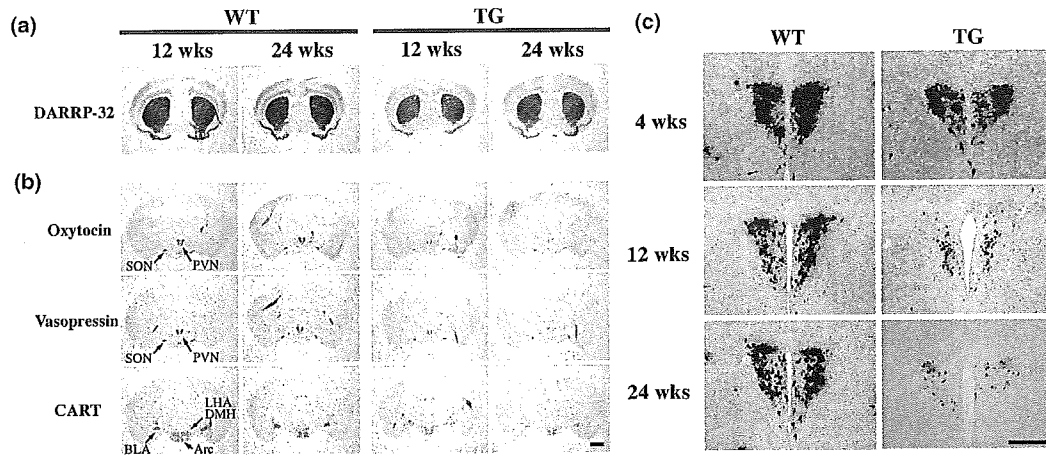 (a)
WT
TG
12 wks
24 wks
12 wks
24 wks
DARRP-32
(b)
Oxytocin
SON
PVN
Vasopressin
SON
PVN
CART
LHA
DMH
BLA
Arc
(c)
WT
TG
4 wks
12 wks
24 wks